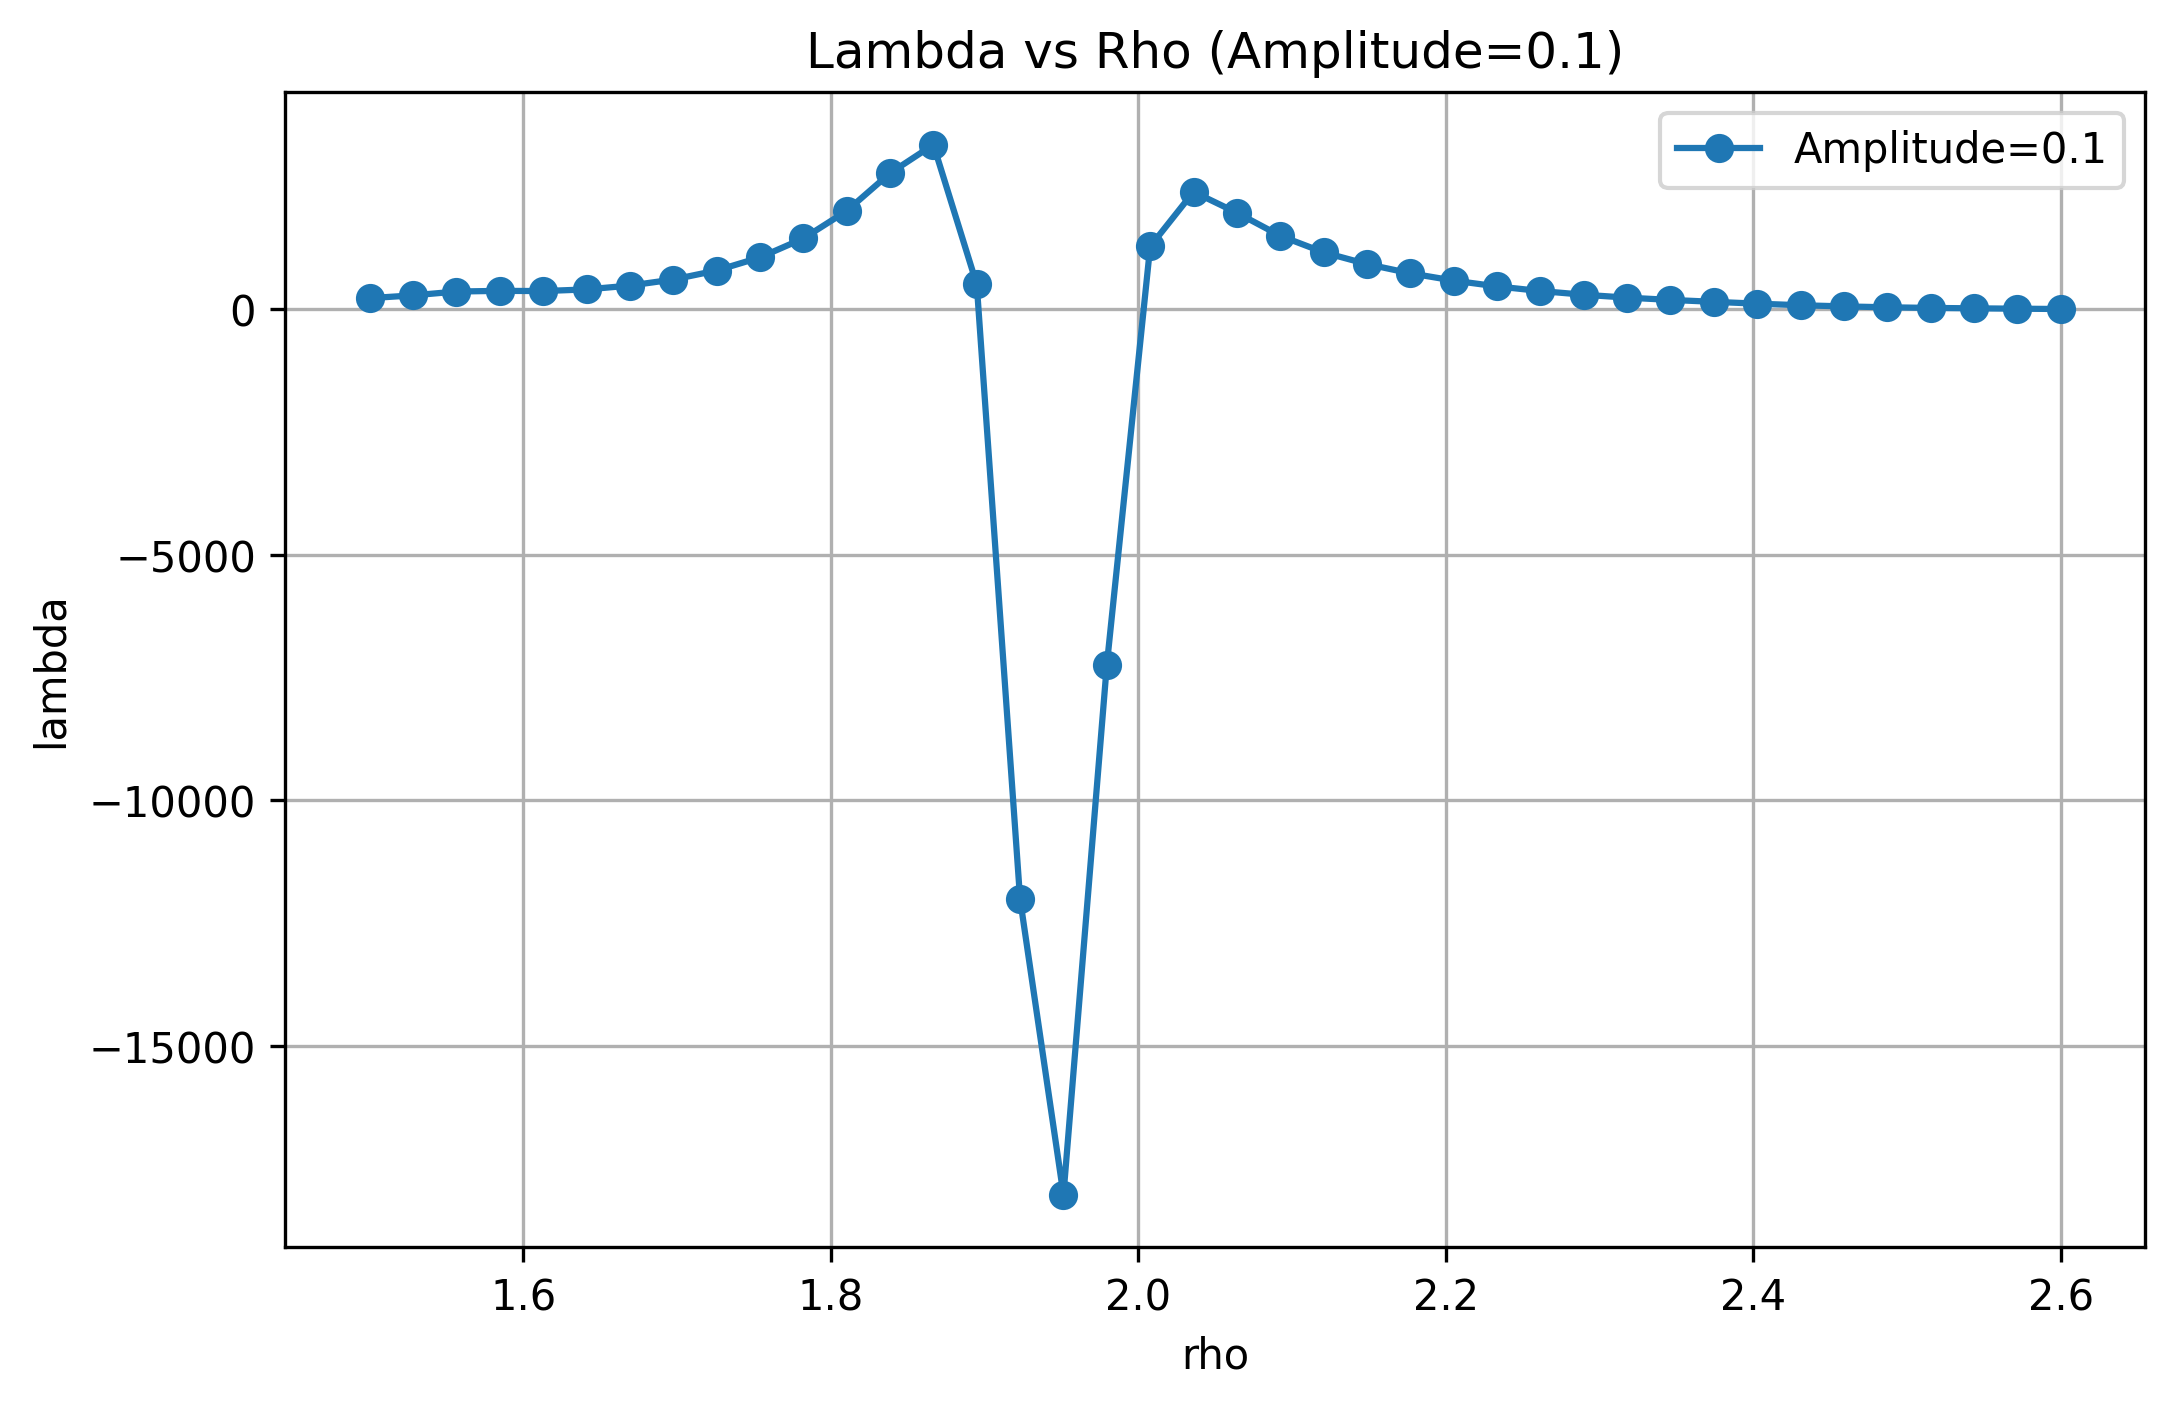 Lambda vs Rho (Amplitude=0.1)
Amplitude=0.1
0
−5000
−10000
−15000
lambda
1.6 1.8 2.0 2.2 2.4 2.6
rho